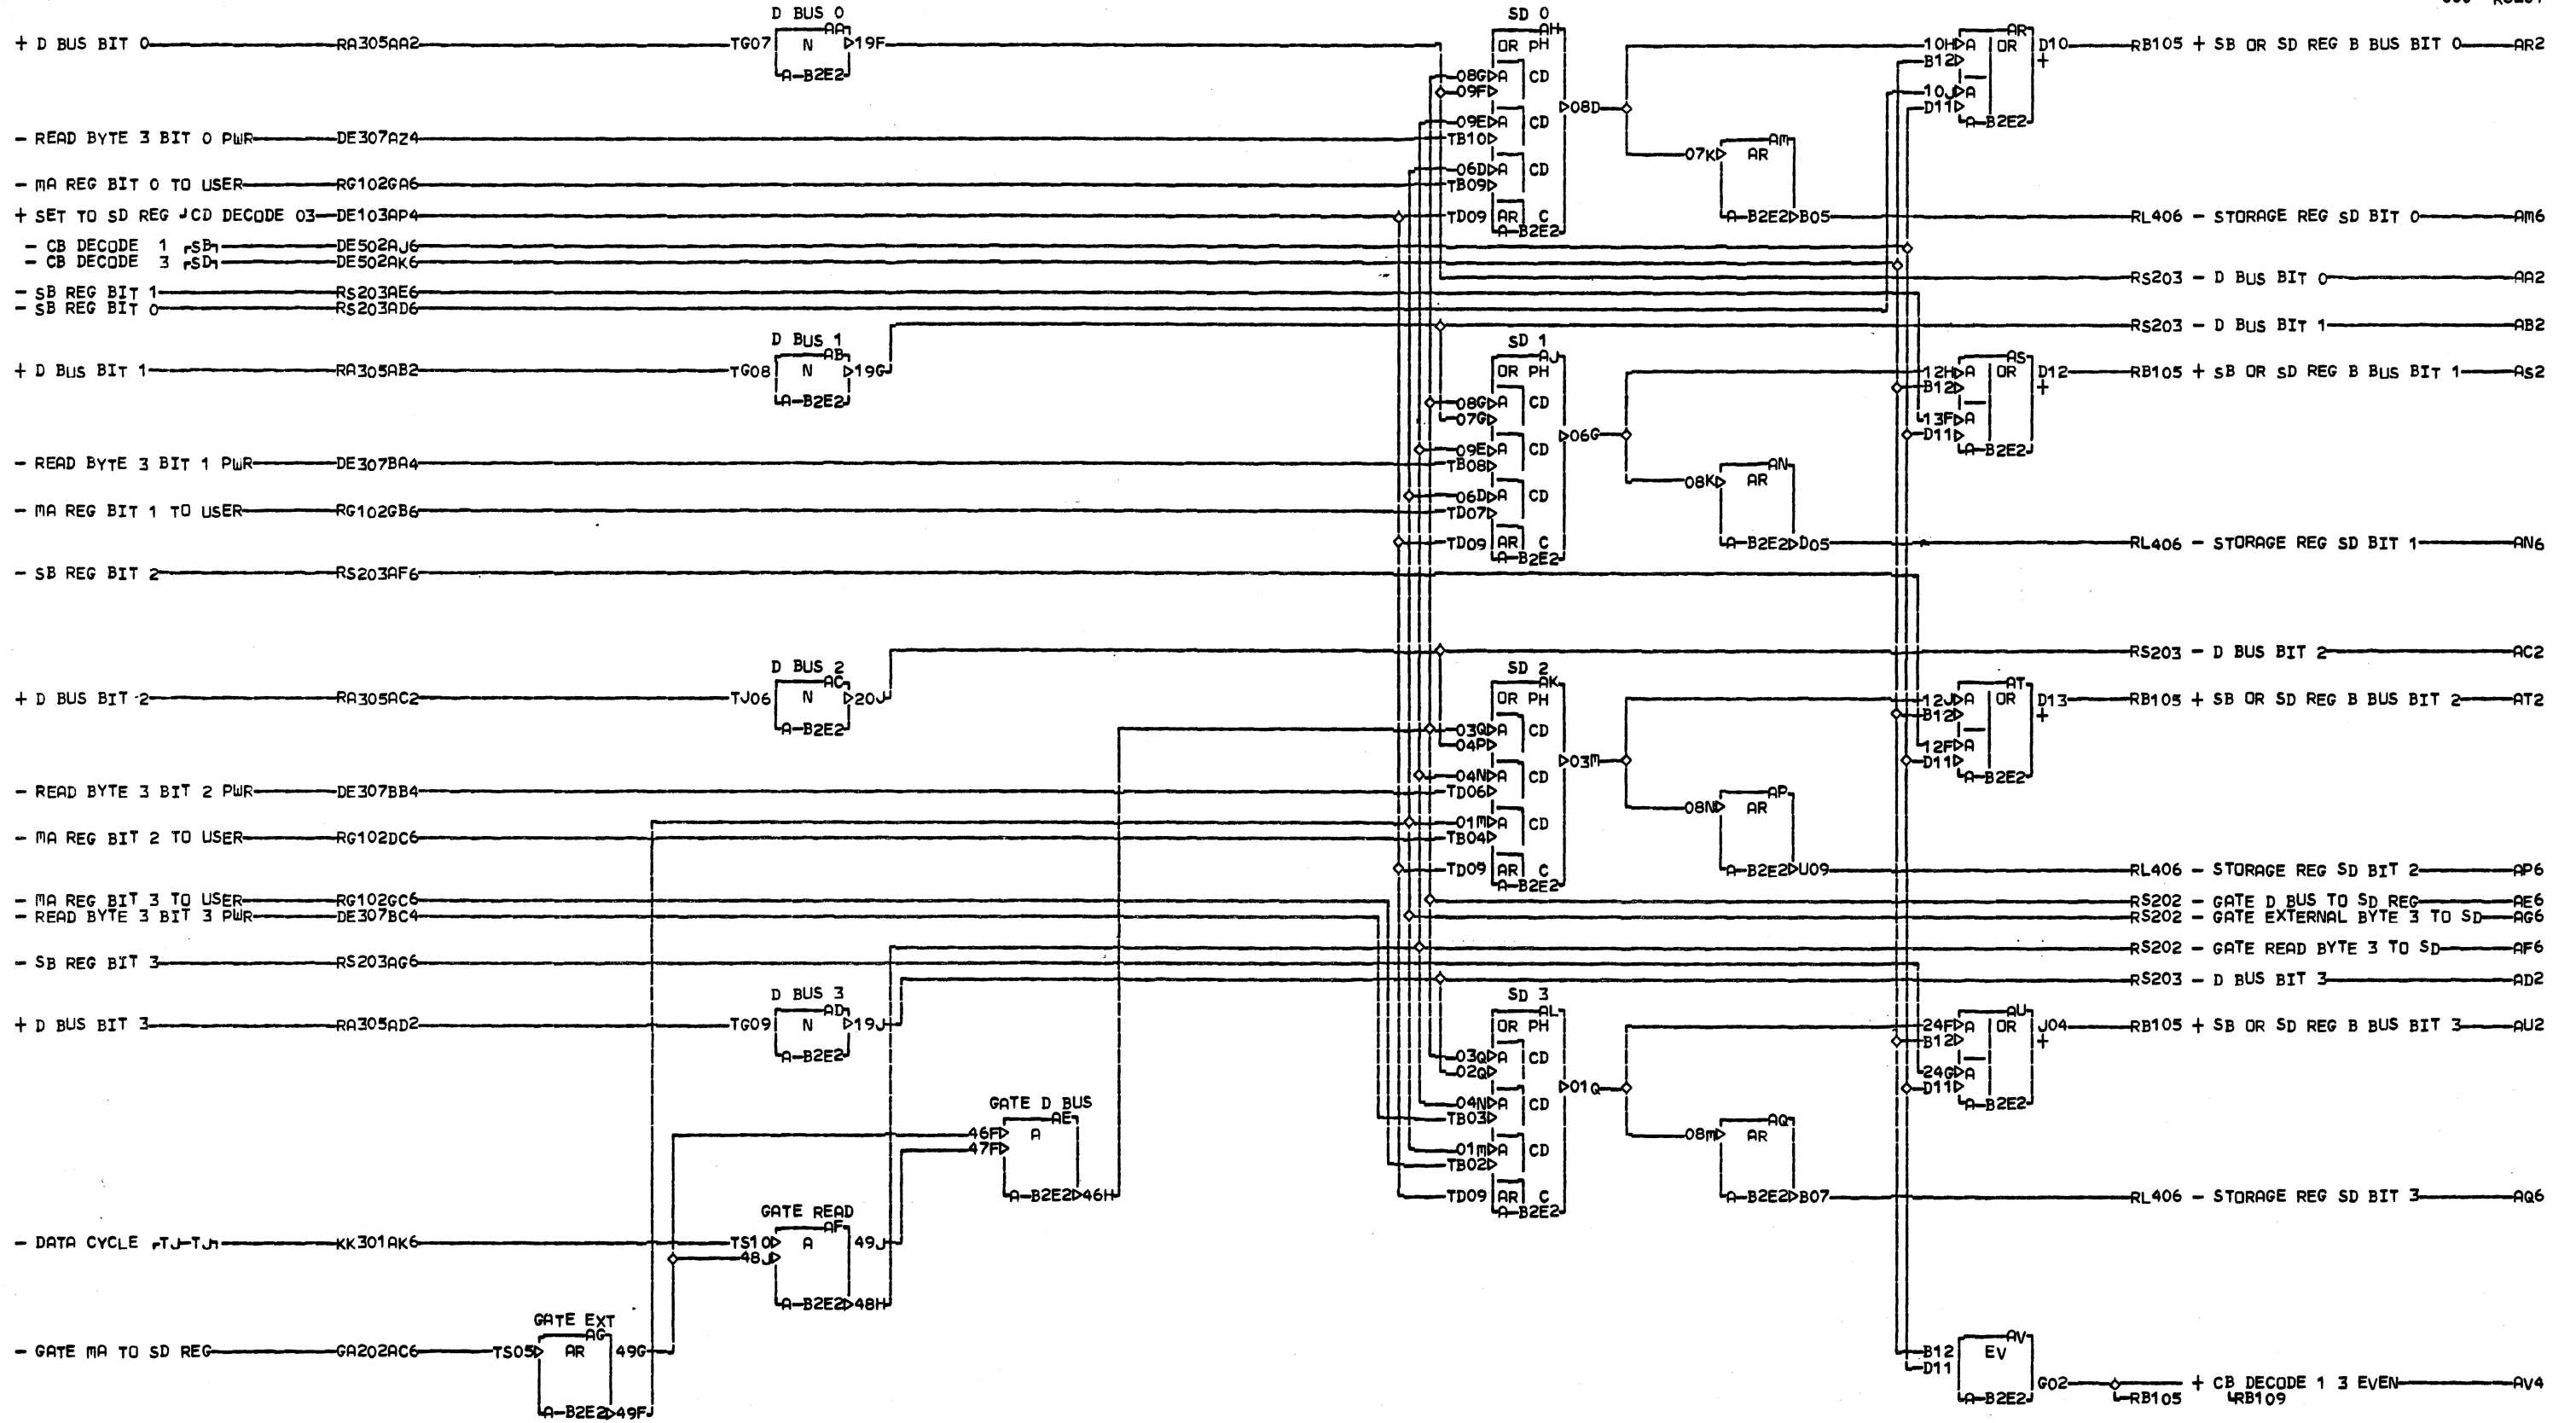 D BUS 0
SD 0
AA
AH
AR
+ D BUS BIT 0 RA305AA2 TG07 N 19F OR PH 10H A OR D10 RB105 + SB OR SD REG B BUS BIT 0 AR2
B12 +
A-B2E2 08G A CD
09F 10J A
08D D11
09E A CD A-B2E2
- READ BYTE 3 BIT 0 PWR DE307AZ4 TB10 AM
07K AR
06D A CD
- MA REG BIT 0 TO USER RG102GA6 TB09
+ SET TO SD REG CD DECODE 03 DE103AP4 TD09 AR C A-B2E2 B05 RL406 - STORAGE REG SD BIT 0 AM6
A-B2E2
- CB DECODE 1 SB DE502AJ6
- CB DECODE 3 SD DE502AK6
RS203 - D BUS BIT 0 AA2
- SB REG BIT 1 RS203AE6
- SB REG BIT 0 RS203AD6
RS203 - D BUS BIT 1 AB2
D BUS 1 SD 1
AB AJ AS
+ D BUS BIT 1 RA305AB2 TG08 N 19G OR PH 12H A OR D12 RB105 + SB OR SD REG B BUS BIT 1 AS2
B12 +
A-B2E2 08G A CD
07G 13F A
06G D11
09E A CD A-B2E2
- READ BYTE 3 BIT 1 PWR DE307BA4 TB08 AN
08K AR
06D A CD
- MA REG BIT 1 TO USER RG102GB6 TD07
TD09 AR C A-B2E2 D05 RL406 - STORAGE REG SD BIT 1 AN6
A-B2E2
- SB REG BIT 2 RS203AF6
RS203 - D BUS BIT 2 AC2
D BUS 2 SD 2
AC AK AT
+ D BUS BIT 2 RA305AC2 TJ06 N 20J OR PH 12J A OR D13 RB105 + SB OR SD REG B BUS BIT 2 AT2
B12 +
A-B2E2 03Q A CD
04P 12F A
03M D11
04N A CD A-B2E2
- READ BYTE 3 BIT 2 PWR DE307BB4 TD06 AP
08N AR
01M A CD
- MA REG BIT 2 TO USER RG102DC6 TB04
TD09 AR C A-B2E2 U09 RL406 - STORAGE REG SD BIT 2 AP6
A-B2E2
- MA REG BIT 3 TO USER RG102GC6 RS202 - GATE D BUS TO SD REG AE6
- READ BYTE 3 BIT 3 PWR DE307BC4 RS202 - GATE EXTERNAL BYTE 3 TO SD AG6
RS202 - GATE READ BYTE 3 TO SD AF6
- SB REG BIT 3 RS203AG6
RS203 - D BUS BIT 3 AD2
D BUS 3 SD 3
AD AL AU
+ D BUS BIT 3 RA305AD2 TG09 N 19J OR PH 24F A OR J04 RB105 + SB OR SD REG B BUS BIT 3 AU2
B12 +
A-B2E2 03Q A CD
02Q 24G A
01Q D11
GATE D BUS 04N A CD A-B2E2
AE TB03 AQ
46F A 08M AR
47F 01M A CD
TB02
A-B2E2 46H TD09 AR C A-B2E2 B07 RL406 - STORAGE REG SD BIT 3 AQ6
A-B2E2
GATE READ
AF
- DATA CYCLE TJ-TJ KK301AK6 TS10 A 49J
48J
A-B2E2 48H
GATE EXT
AG AV
- GATE MA TO SD REG GA202AC6 TS05 AR 49G B12 EV
D11
G02 + CB DECODE 1 3 EVEN AV4
A-B2E2 RB105 RB109
A-B2E2 49F